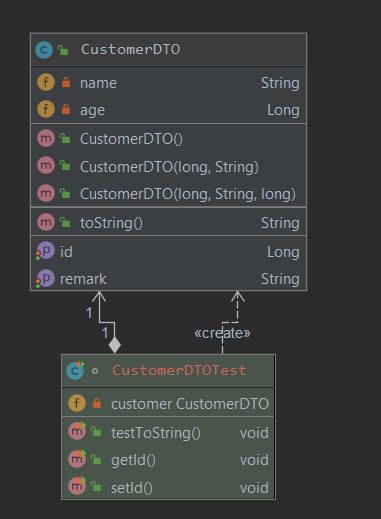 CustomerDTO
name String
age Long
CustomerDTO()
CustomerDTO(long, String)
CustomerDTO(long, String, long)
toString() String
id Long
remark String
1
1
«create»
CustomerDTOTest
customer CustomerDTO
testToString() void
getId() void
setId() void